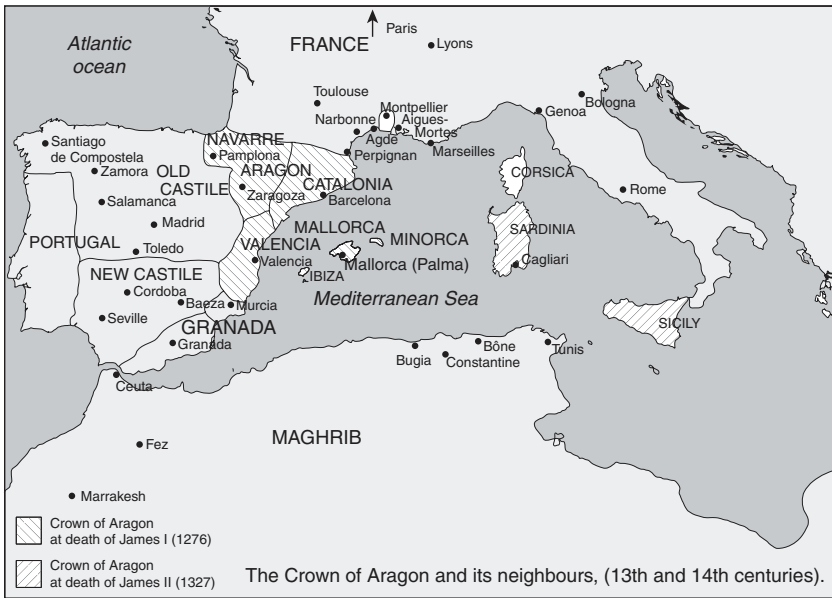 Atlantic
ocean
Paris
FRANCE
Lyons
Toulouse
Montpellier
Narbonne
Aigues-
Mortes
Agde
Perpignan
Marseilles
Genoa
Bologna
Santiago
de Compostela
NAVARRE
Pamplona
Zamora
OLD
CASTILE
ARAGON
Zaragoza
CATALONIA
Barcelona
CORSICA
Rome
Salamanca
Madrid
PORTUGAL
Toledo
MALLORCA
MINORCA
SARDINIA
VALENCIA
Valencia
Mallorca (Palma)
IBIZA
Cagliari
NEW CASTILE
Cordoba
Baeza
Murcia
Mediterranean Sea
Seville
GRANADA
Granada
SICILY
Bugia
Bône
Constantine
Tunis
Ceuta
Fez
MAGHRIB
Marrakesh
Crown of Aragon
at death of James I (1276)
Crown of Aragon
at death of James II (1327)
The Crown of Aragon and its neighbours, (13th and 14th centuries).